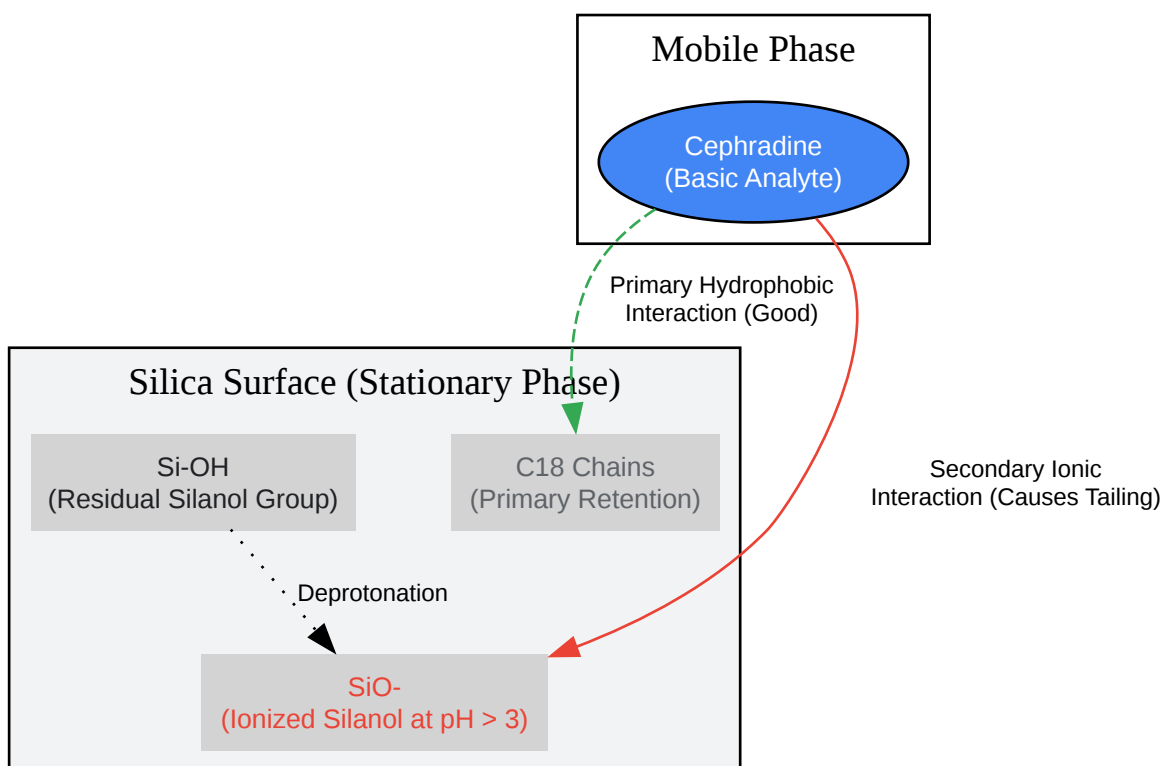 Mobile Phase
Cephradine
(Basic Analyte)
Primary Hydrophobic
Interaction (Good)
Silica Surface (Stationary Phase)
Si-OH
(Residual Silanol Group)
C18 Chains
(Primary Retention)
Secondary Ionic
Interaction (Causes Tailing)
Deprotonation
SiO-
(Ionized Silanol at pH > 3)